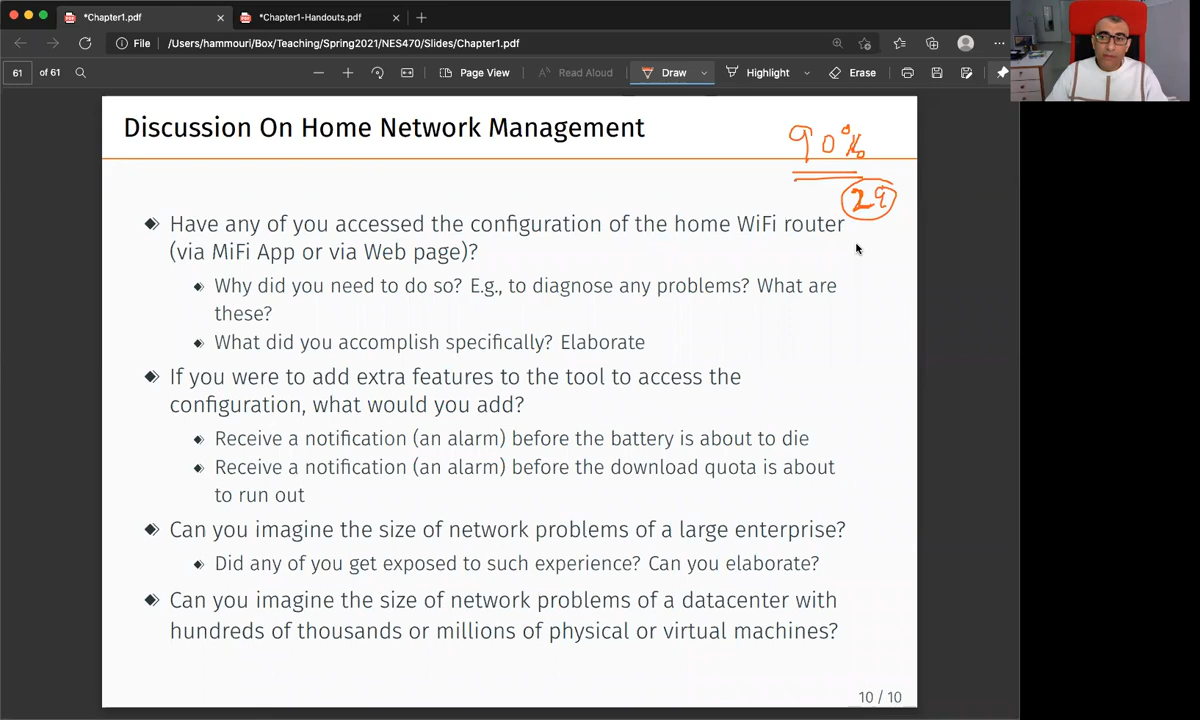 *Chapter1.pdf
*Chapter1-Handouts.pdf
File /Users/hammouri/Box/Teaching/Spring2021/NES470/Slides/Chapter1.pdf
61 of 61 Page View Read Aloud Draw Highlight Erase
Discussion On Home Network Management
90%
29
Have any of you accessed the configuration of the home WiFi router
(via MiFi App or via Web page)?
Why did you need to do so? E.g., to diagnose any problems? What are
these?
What did you accomplish specifically? Elaborate
If you were to add extra features to the tool to access the
configuration, what would you add?
Receive a notification (an alarm) before the battery is about to die
Receive a notification (an alarm) before the download quota is about
to run out
Can you imagine the size of network problems of a large enterprise?
Did any of you get exposed to such experience? Can you elaborate?
Can you imagine the size of network problems of a datacenter with
hundreds of thousands or millions of physical or virtual machines?
10 / 10